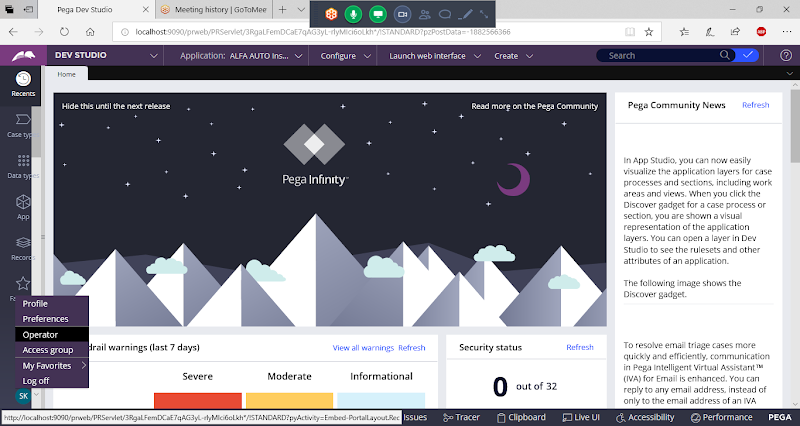 Pega Dev Studio
Meeting history | GoToMee
localhost:9090/prweb/PRServlet/3RgaLFemDCaE7qAG3yL-rlyMIci6oLkh*/!STANDARD?pzPostData=-1882566366
ABP
DEV STUDIO
Application: ALFA AUTO Ins...
Configure
Launch web interface
Create
Search
Recents
Home
Case types
Data types
App
Records
Fa
Hide this until the next release
Read more on the Pega Community
Pega Infinity
Pega Community News
Refresh
In App Studio, you can now easily
visualize the application layers for case
processes and sections, including work
areas and views. When you click the
Discover gadget for a case process or
section, you are shown a visual
representation of the application
layers. You can open a layer in Dev
Studio to see the rulesets and other
attributes of an application.
The following image shows the
Discover gadget.
To resolve email triage cases more
quickly and efficiently, communication
in Pega Intelligent Virtual Assistant™
(IVA) for Email is enhanced. You can
reply to any email address, instead of
only to the email address of an IVA
Profile
Preferences
Operator
Access group
My Favorites
Log off
SK
drail warnings (last 7 days)
View all warnings
Refresh
Severe
Moderate
Informational
Security status
Refresh
0 out of 32
http://localhost:9090/prweb/PRServlet/3RgaLFemDCaE7qAG3yL-rlyMIci6oLkh*/!STANDARD?pyActivity=Embed-PortalLayout.Rec
Issues
Tracer
Clipboard
Live UI
Accessibility
Performance
PEGA